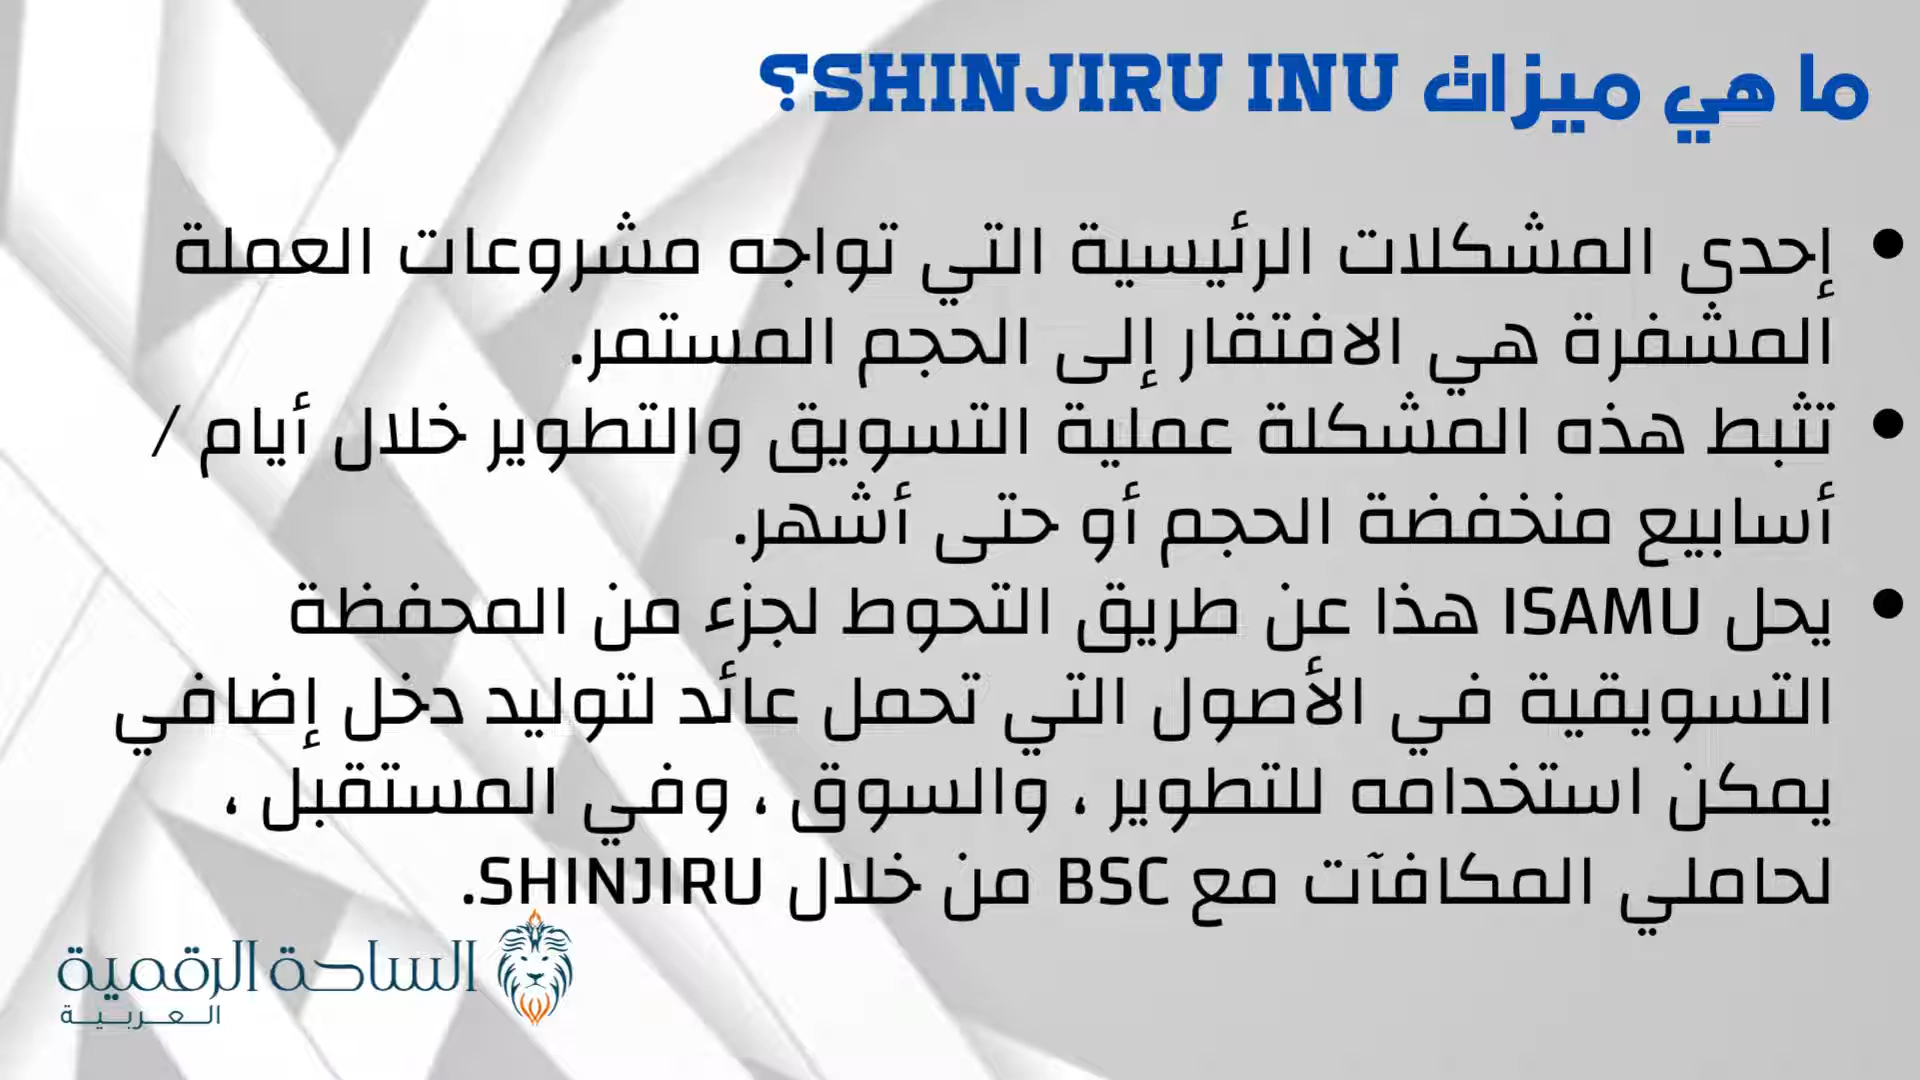 ما هي ميزات SHINJIRU INU؟
• إحدى المشكلات الرئيسية التي تواجه مشروعات العملة
المشفرة هي الافتقار إلى الحجم المستمر.
• تثبط هذه المشكلة عملية التسويق والتطوير خلال أيام /
أسابيع منخفضة الحجم أو حتى أشهر.
• يحل ISAMU هذا عن طريق التحوط لجزء من المحفظة
التسويقية في الأصول التي تحمل عائد لتوليد دخل إضافي
يمكن استخدامه للتطوير ، والسوق ، وفي المستقبل ،
لحاملي المكافآت مع BSC من خلال SHINJIRU.
الساحة الرقمية
العربية